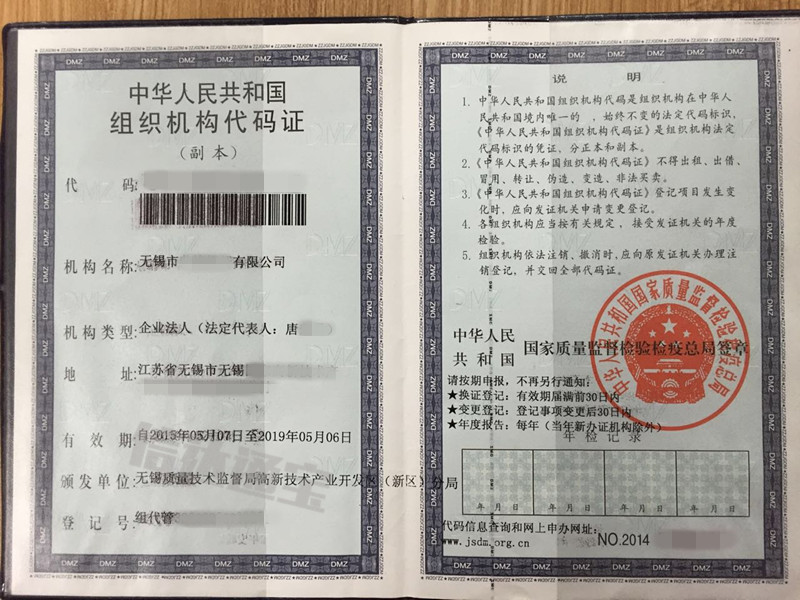 中华人民共和国
组织机构代码证
(副本)
代 码:
机构名称:无锡市 有限公司
机构类型:企业法人（法定代表人：唐
地 址:江苏省无锡市无锡
有 效 期:自2015年05月07日至2019年05月06日
颁发单位:无锡质量技术监督局高新技术产业开发区（新区）分局
登 记 号:组代管
说 明
1. 中华人民共和国组织机构代码是组织机构在中华人
民共和国境内唯一的 、始终不变的法定代码标识，
《中华人民共和国组织机构代码证》是组织机构法定
代码标识的凭证，分正本和副本。
2.《中华人民共和国组织机构代码证》不得出租、出借、
冒用、转让、伪造、变造、非法买卖。
3.《中华人民共和国组织机构代码证》登记项目发生变
化时，应向发证机关申请变更登记。
4. 各组织机构应当按有关规定 ，接受发证机关的年度
检验。
5. 组织机构依法注销、撤消时，应向原发证机关办理注
销登记，并交回全部代码证。
中华人民
共和国 国家质量监督检验检疫总局签章
中华人民共和国国家质量监督检验检疫总局
请按期申报，不再另行通知：
★换证登记：有效期届满前30日内
★变更登记：登记事项变更后30日内
★年度报告：每年（当年新办证机构除外）
年检记录
年 月 日 年 月 日 年 月 日 年 月 日
代码信息查询和网上申办网址：
www.jsdm.org.cn
NO.2014